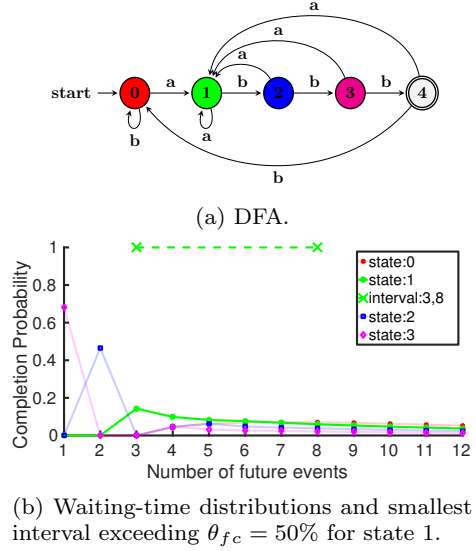 a
a
a
start
0
a
1
b
2
b
3
b
4
b
a
b
(a) DFA.
Completion Probability
1
0.8
0.6
0.4
0.2
0
state:0
state:1
interval:3,8
state:2
state:3
1 2 3 4 5 6 7 8 9 10 11 12
Number of future events
(b) Waiting-time distributions and smallest
interval exceeding θfc = 50% for state 1.